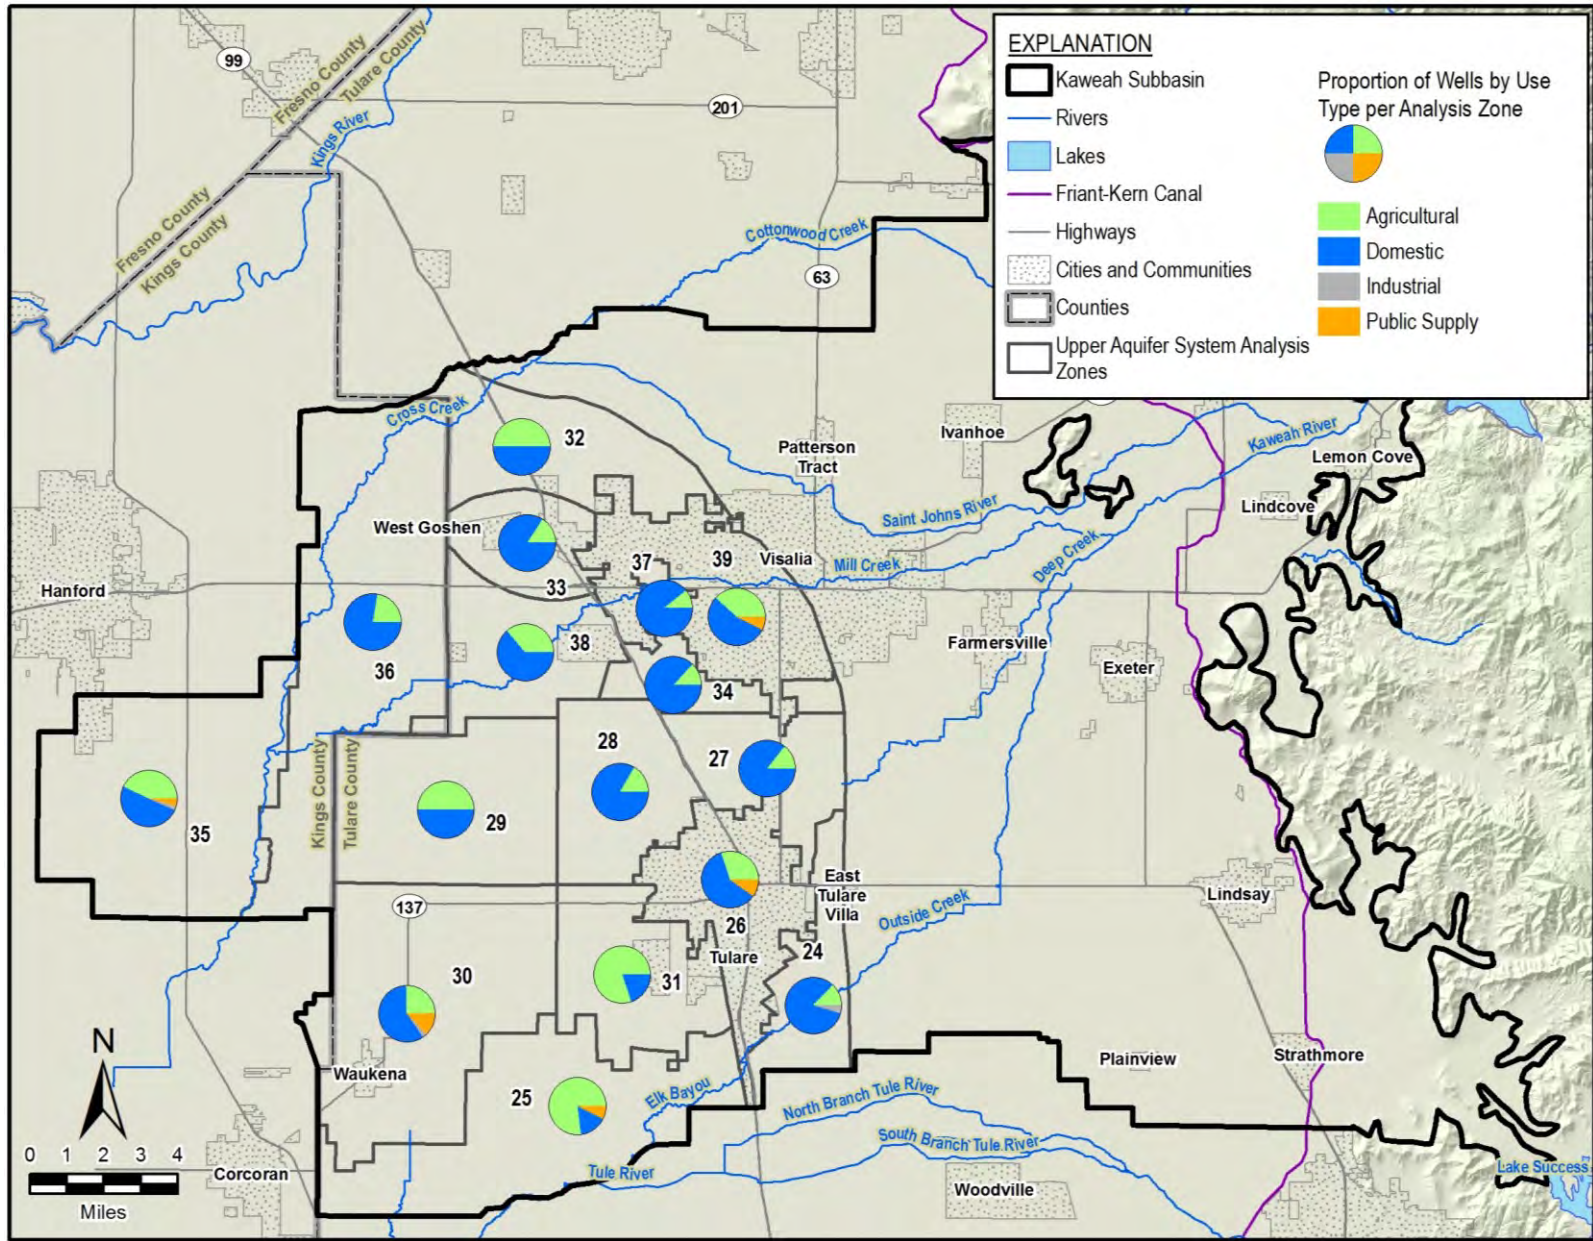 EXPLANATION
Kaweah Subbasin
Rivers
Lakes
Friant-Kern Canal
Highways
Cities and Communities
Counties
Upper Aquifer System Analysis
Zones
Proportion of Wells by Use
Type per Analysis Zone
Agricultural
Domestic
Industrial
Public Supply
99
Fresno County
Tulare County
Kings River
201
Fresno County
Kings County
Cottonwood Creek
63
Cross Creek
32
Patterson
Tract
Ivanhoe
Kaweah River
Lemon Cove
Lindcove
Saint Johns River
West Goshen
37
39
Visalia
Mill Creek
Deep Creek
Hanford
33
38
36
34
Farmersville
Exeter
28
27
Kings County
Tulare County
35
29
137
26
East
Tulare
Villa
Outside Creek
Lindsay
Tulare
24
30
31
N
Waukena
Plainview
Strathmore
25
Elk Bayou
North Branch Tule River
South Branch Tule River
0 1 2 3 4
Miles
Corcoran
Tule River
Woodville
Lake Success